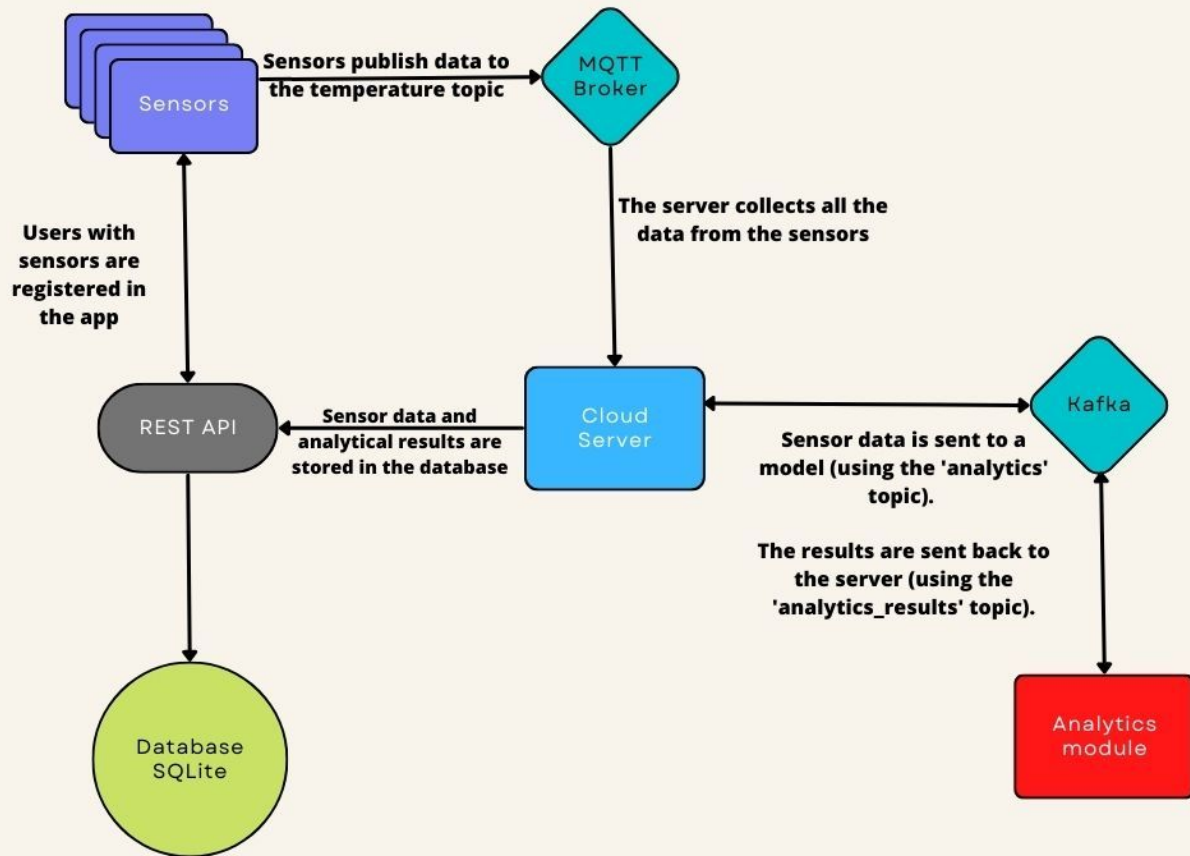 Sensors publish data to
the temperature topic
MQTT
Broker
Sensors
The server collects all the
data from the sensors
Users with
sensors are
registered in
the app
REST API
Sensor data and
analytical results are
stored in the database
Cloud
Server
Kafka
Sensor data is sent to a
model (using the 'analytics'
topic).
The results are sent back to
the server (using the
'analytics_results' topic).
Database
SQLite
Analytics
module